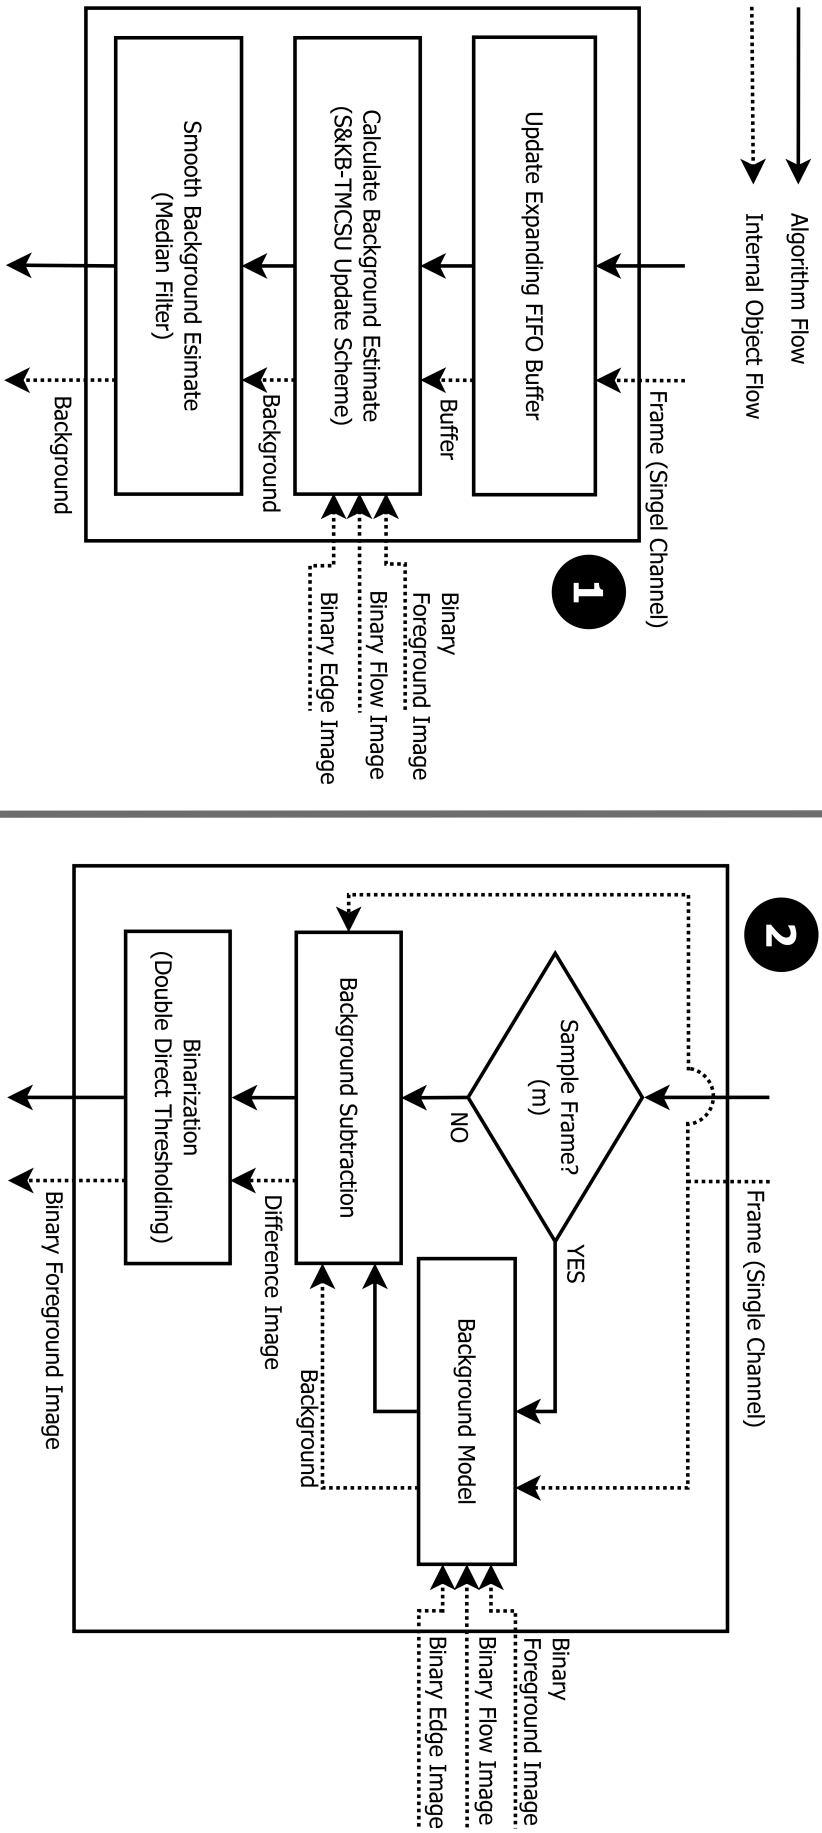 Algorithm Flow
Internal Object Flow
Frame (Singel Channel)
1
Update Expanding FIFO Buffer
Buffer
Calculate Background Estimate
(S&KB-TMCSU Update Scheme)
Binary
Foreground Image
Binary Flow Image
Binary Edge Image
Background
Smooth Background Esimate
(Median Filter)
Background
2
Frame (Single Channel)
Sample Frame?
(m)
YES
NO
Background Model
Binary
Foreground Image
Binary Flow Image
Binary Edge Image
Background Subtraction
Background
Difference Image
Binarization
(Double Direct Thresholding)
Binary Foreground Image